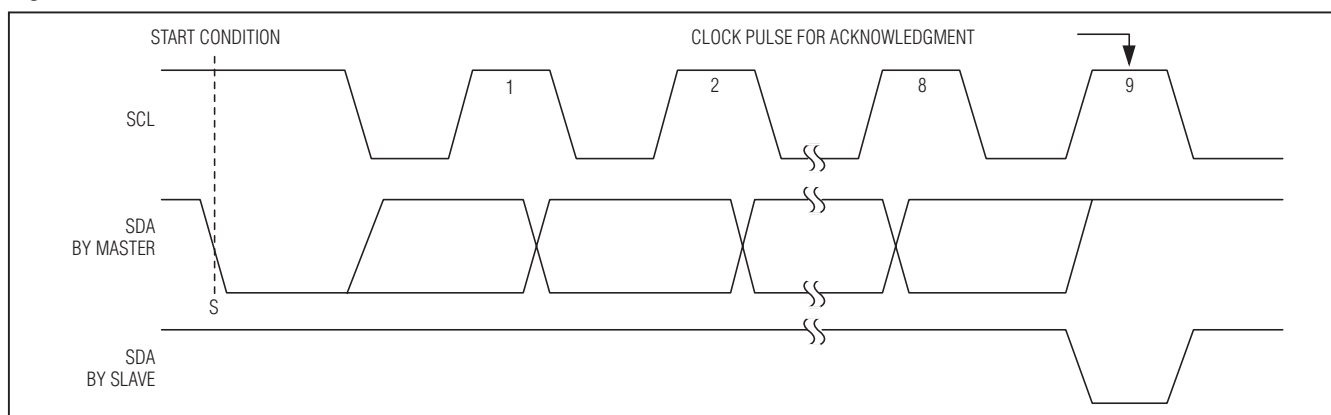 START CONDITION
CLOCK PULSE FOR ACKNOWLEDGMENT
SCL
1
2
8
9
SDA
BY MASTER
S
SDA
BY SLAVE